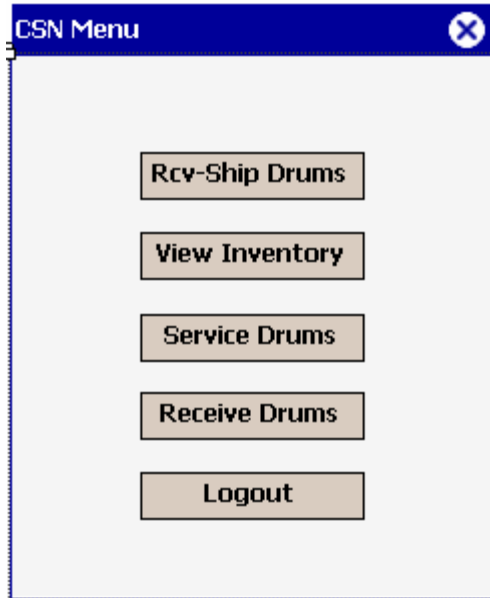 CSN Menu
Rcv-Ship Drums
View Inventory
Service Drums
Receive Drums
Logout